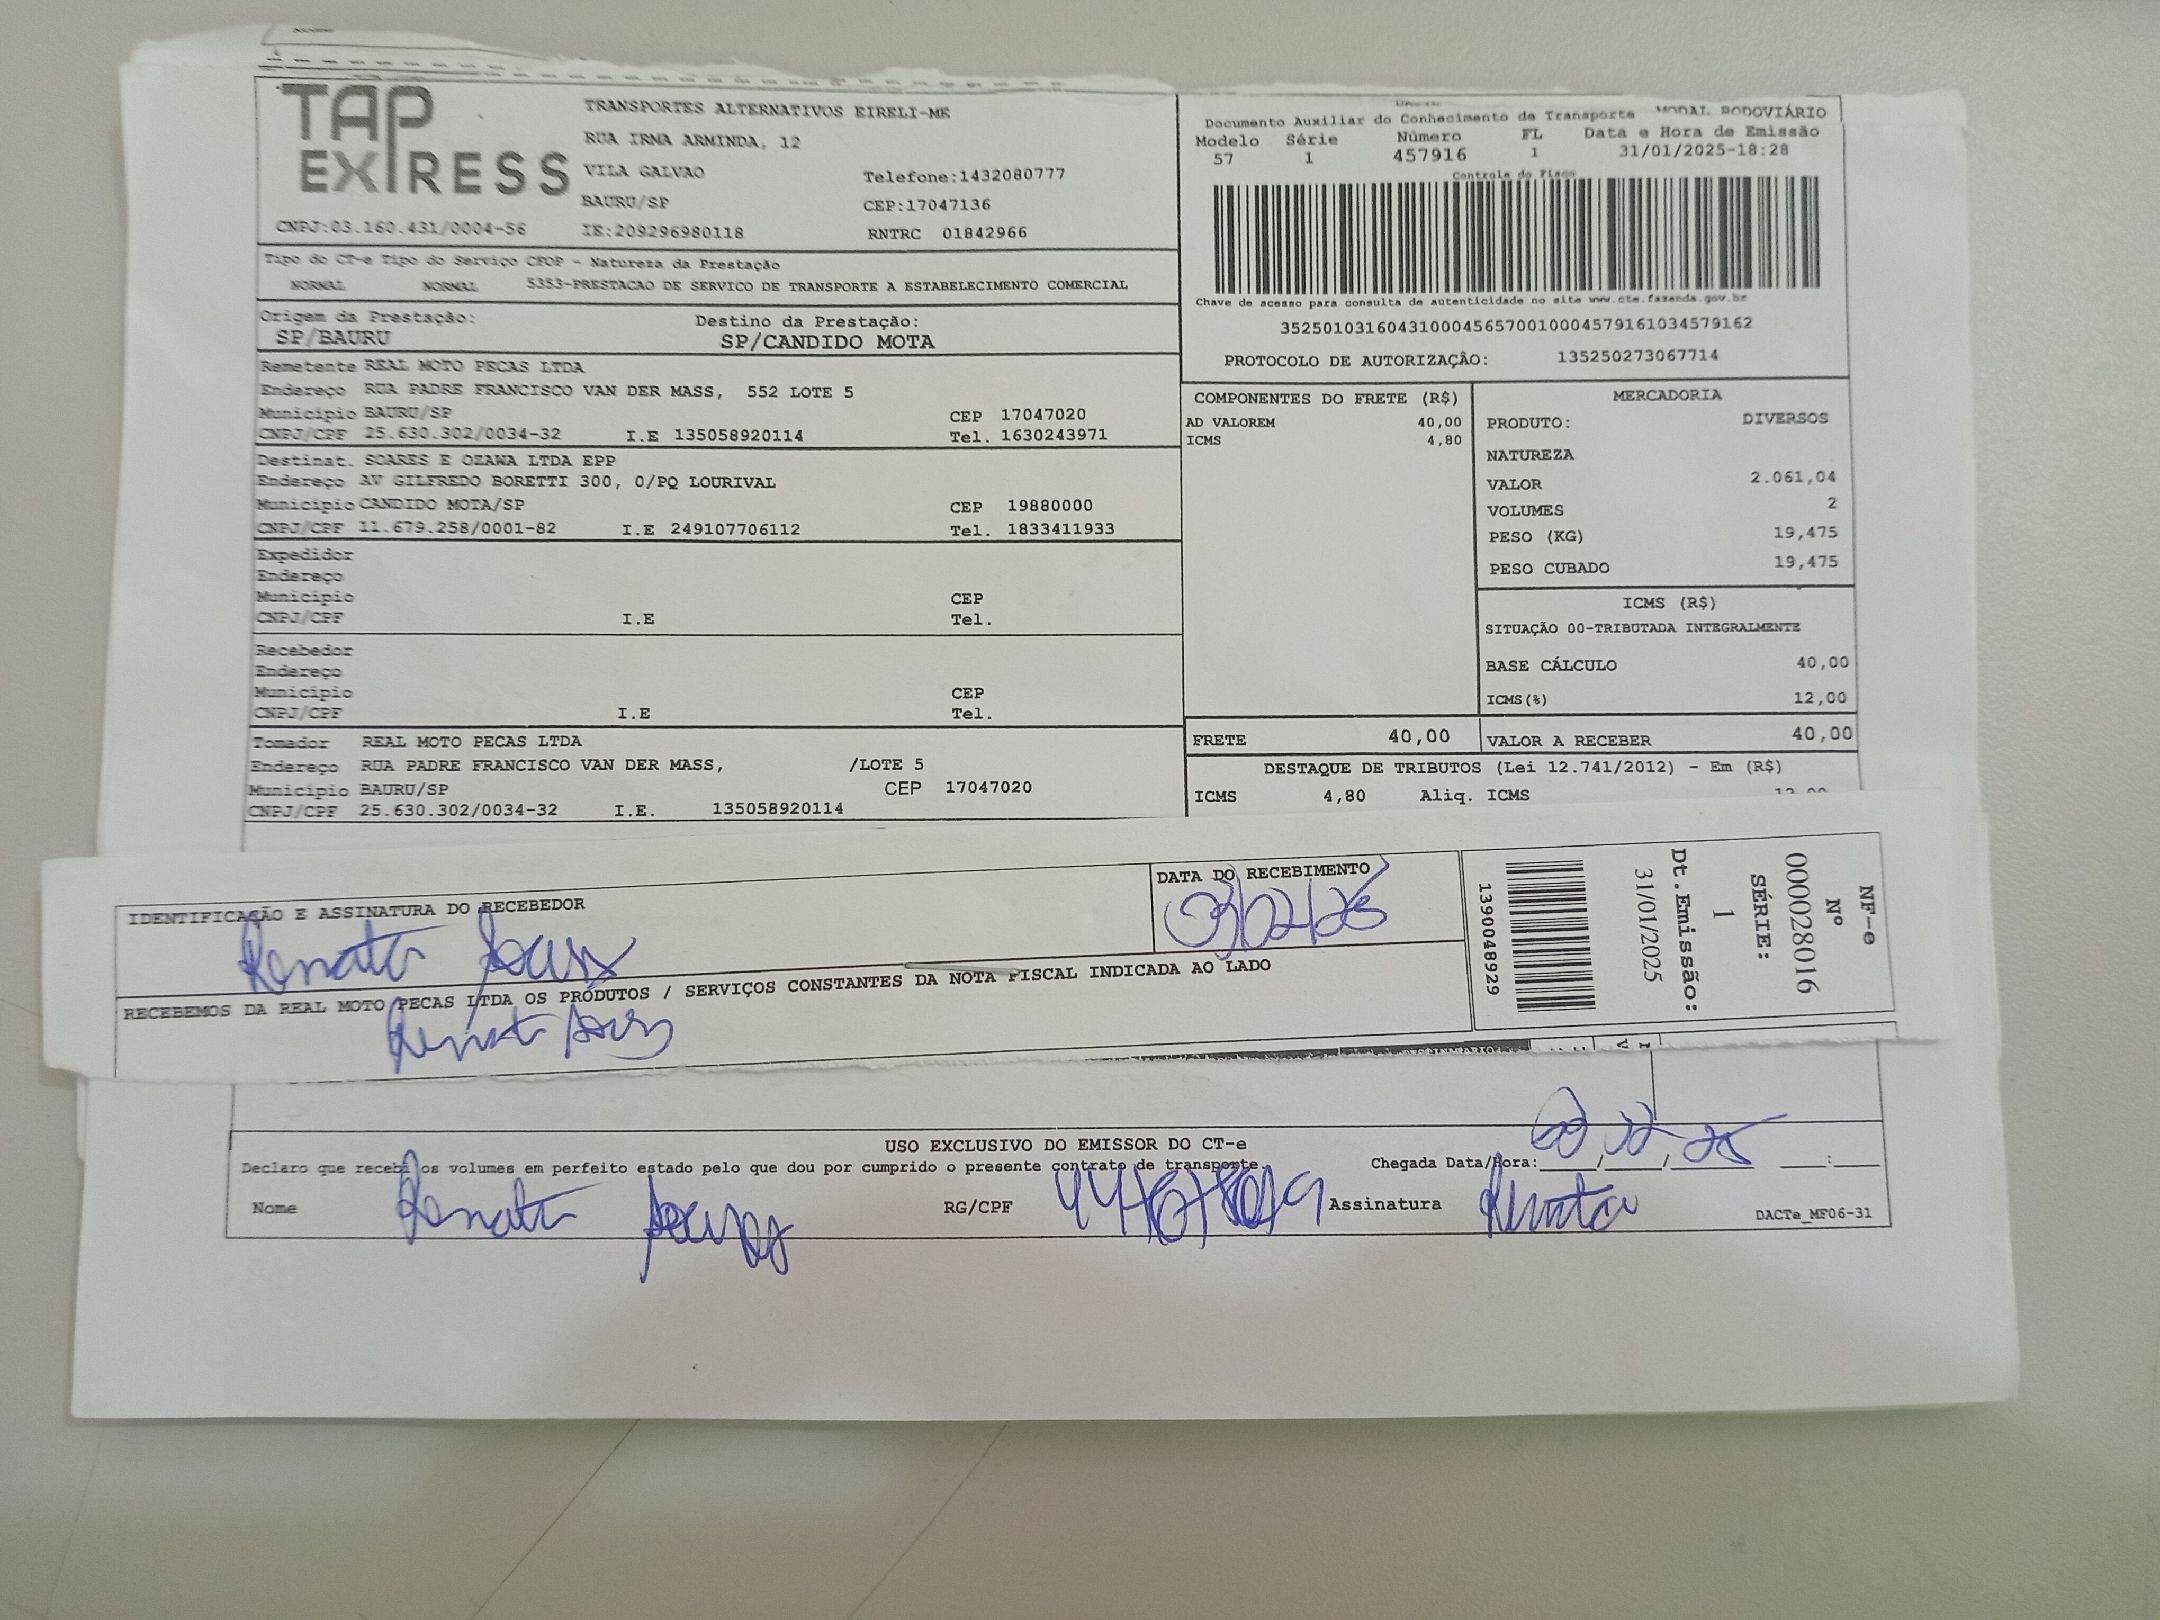 TAP EXPRESS
TRANSPORTES ALTERNATIVOS EIRELI-ME
RUA IRMA ARMINDA, 12
VILA GALVAO Telefone:1432080777
BAURU/SP CEP:17047136
CNPJ:03.160.431/0004-56 IE:209296980118 RNTRC 01842966
Tipo do CT-e Tipo do Serviço CFOP - Natureza da Prestação
NORMAL NORMAL 5353-PRESTACAO DE SERVICO DE TRANSPORTE A ESTABELECIMENTO COMERCIAL
Origem da Prestação: Destino da Prestação:
SP/BAURU SP/CANDIDO MOTA
Remetente REAL MOTO PECAS LTDA
Endereço RUA PADRE FRANCISCO VAN DER MASS, 552 LOTE 5
Município BAURU/SP CEP 17047020
CNPJ/CPF 25.630.302/0034-32 I.E 135058920114 Tel. 1630243971
Destinat. SOARES E OZAWA LTDA EPP
Endereço AV GILFREDO BORETTI 300, 0/PQ LOURIVAL
Município CANDIDO MOTA/SP CEP 19880000
CNPJ/CPF 11.679.258/0001-82 I.E 249107706112 Tel. 1833411933
Expedidor
Endereço
Município CEP
CNPJ/CPF I.E Tel.
Recebedor
Endereço
Município CEP
CNPJ/CPF I.E Tel.
Tomador REAL MOTO PECAS LTDA
Endereço RUA PADRE FRANCISCO VAN DER MASS, /LOTE 5
Município BAURU/SP CEP 17047020
CNPJ/CPF 25.630.302/0034-32 I.E. 135058920114
Documento Auxiliar do Conhecimento de Transporte MODAL RODOVIÁRIO
Modelo Série Número FL Data e Hora de Emissão
57 1 457916 1 31/01/2025-18:28
Controle do Fisco
Chave de acesso para consulta de autenticidade no site www.cte.fazenda.gov.br
35250103160431000456570010004579161034579162
PROTOCOLO DE AUTORIZAÇÃO: 135250273067714
COMPONENTES DO FRETE (R$)
AD VALOREM 40,00
ICMS 4,80
MERCADORIA
PRODUTO: DIVERSOS
NATUREZA
VALOR 2.061,04
VOLUMES 2
PESO (KG) 19,475
PESO CUBADO 19,475
ICMS (R$)
SITUAÇÃO 00-TRIBUTADA INTEGRALMENTE
BASE CÁLCULO 40,00
ICMS(%) 12,00
FRETE 40,00 VALOR A RECEBER 40,00
DESTAQUE DE TRIBUTOS (Lei 12.741/2012) - Em (R$)
ICMS 4,80 Aliq. ICMS 12,00
IDENTIFICAÇÃO E ASSINATURA DO RECEBEDOR
Renata
DATA DO RECEBIMENTO
03/02/25
RECEBEMOS DA REAL MOTO PECAS LTDA OS PRODUTOS / SERVIÇOS CONSTANTES DA NOTA FISCAL INDICADA AO LADO
Renata
NF-e
Nº
000028016
SÉRIE:
1
Dt.Emissão:
31/01/2025
1390048929
USO EXCLUSIVO DO EMISSOR DO CT-e
Declaro que recebi os volumes em perfeito estado pelo que dou por cumprido o presente contrato de transporte.
Chegada Data/Hora:
Nome Renata RG/CPF Assinatura Renata
DACTe_MF06-31